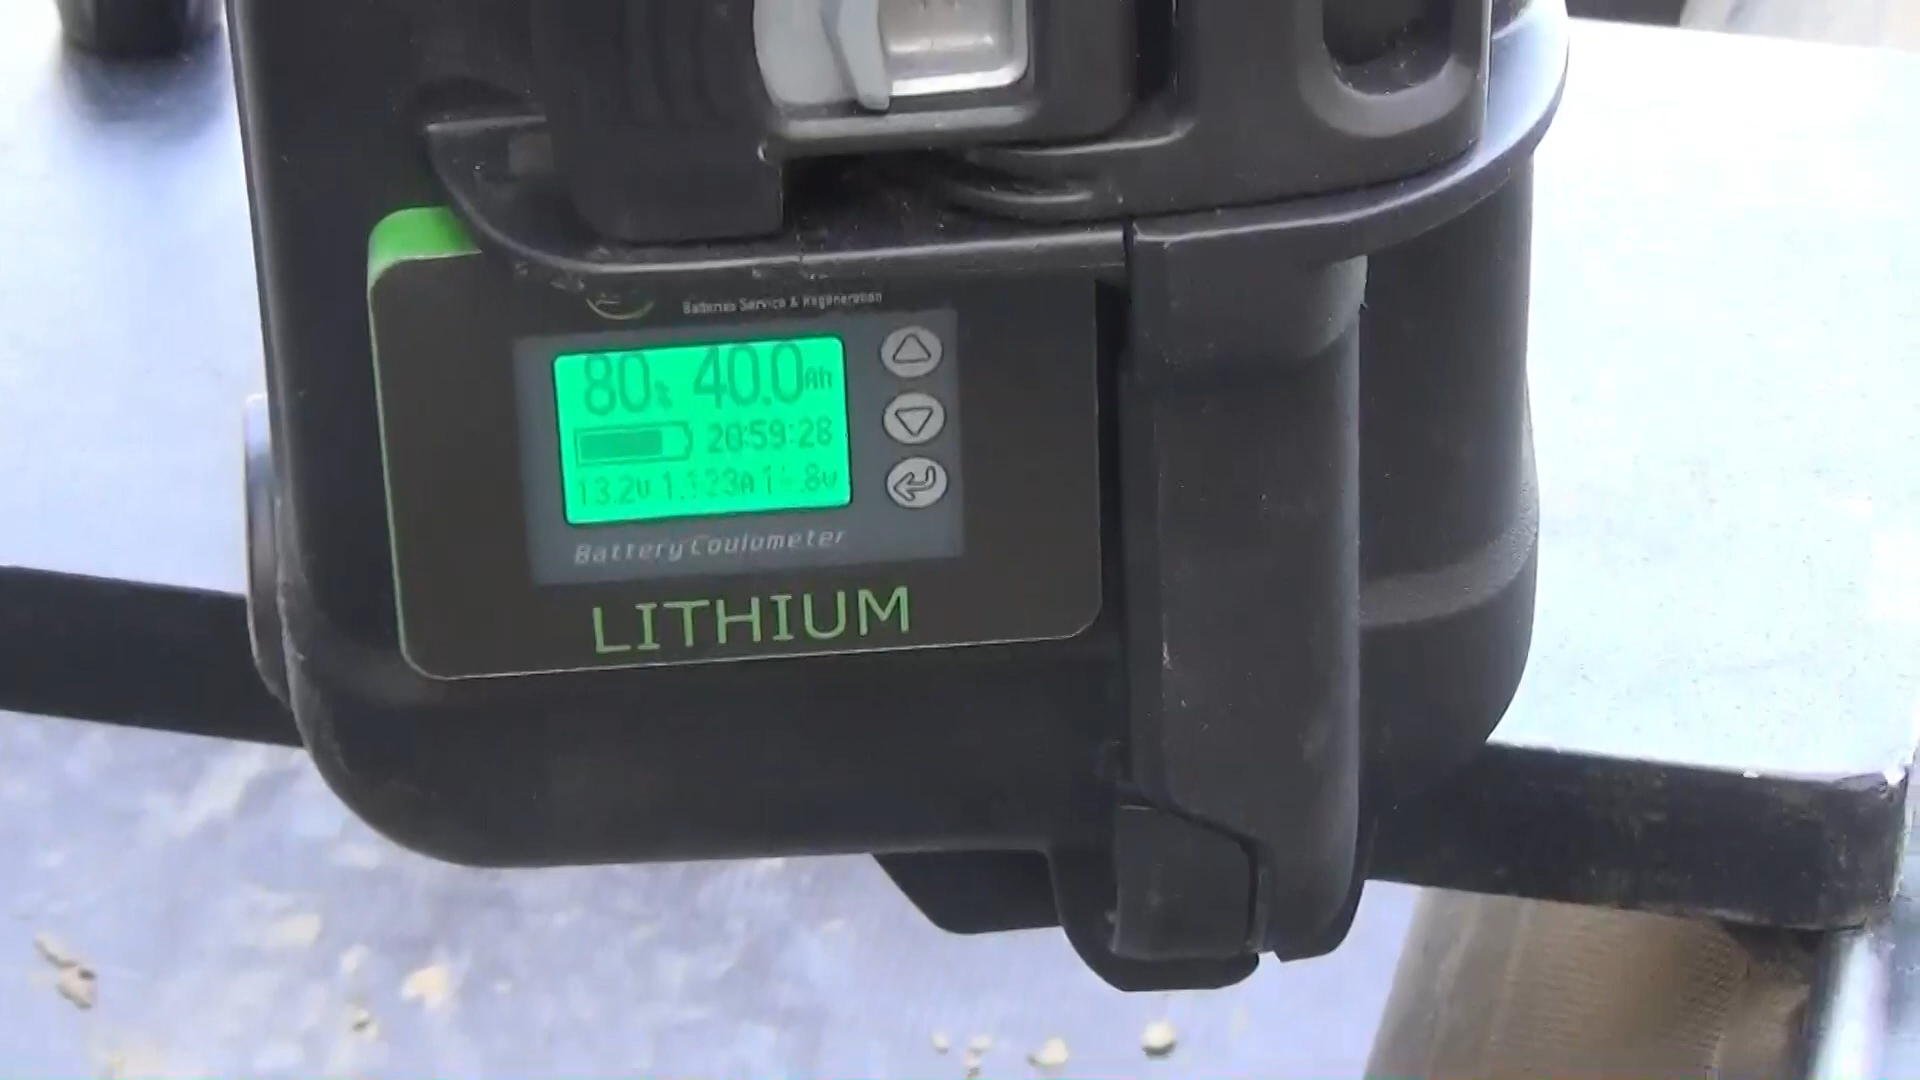 Batteries Service & Regeneration
80% 40.0Ah
20:59:28
13.2V
Battery Coulometer
LITHIUM